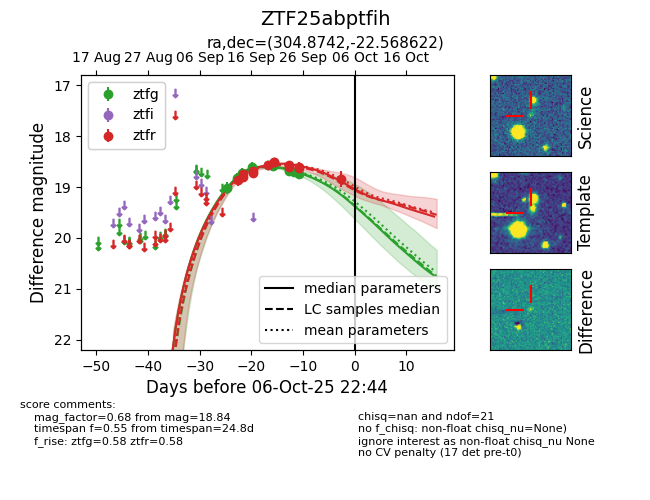 ZTF25abptfih
ra,dec=(304.8742,-22.568622)
17 Aug 27 Aug 06 Sep 16 Sep 26 Sep 06 Oct 16 Oct
17
18
19
20
21
22
Difference magnitude
ztfg
ztfi
ztfr
median parameters
LC samples median
mean parameters
−50 −40 −30 −20 −10 0 10
Days before 06-Oct-25 22:44
Science
Template
Difference
score comments:
mag_factor=0.68 from mag=18.84
timespan f=0.55 from timespan=24.8d
f_rise: ztfg=0.58 ztfr=0.58
chisq=nan and ndof=21
no f_chisq: non-float chisq_nu=None)
ignore interest as non-float chisq_nu None
no CV penalty (17 det pre-t0)